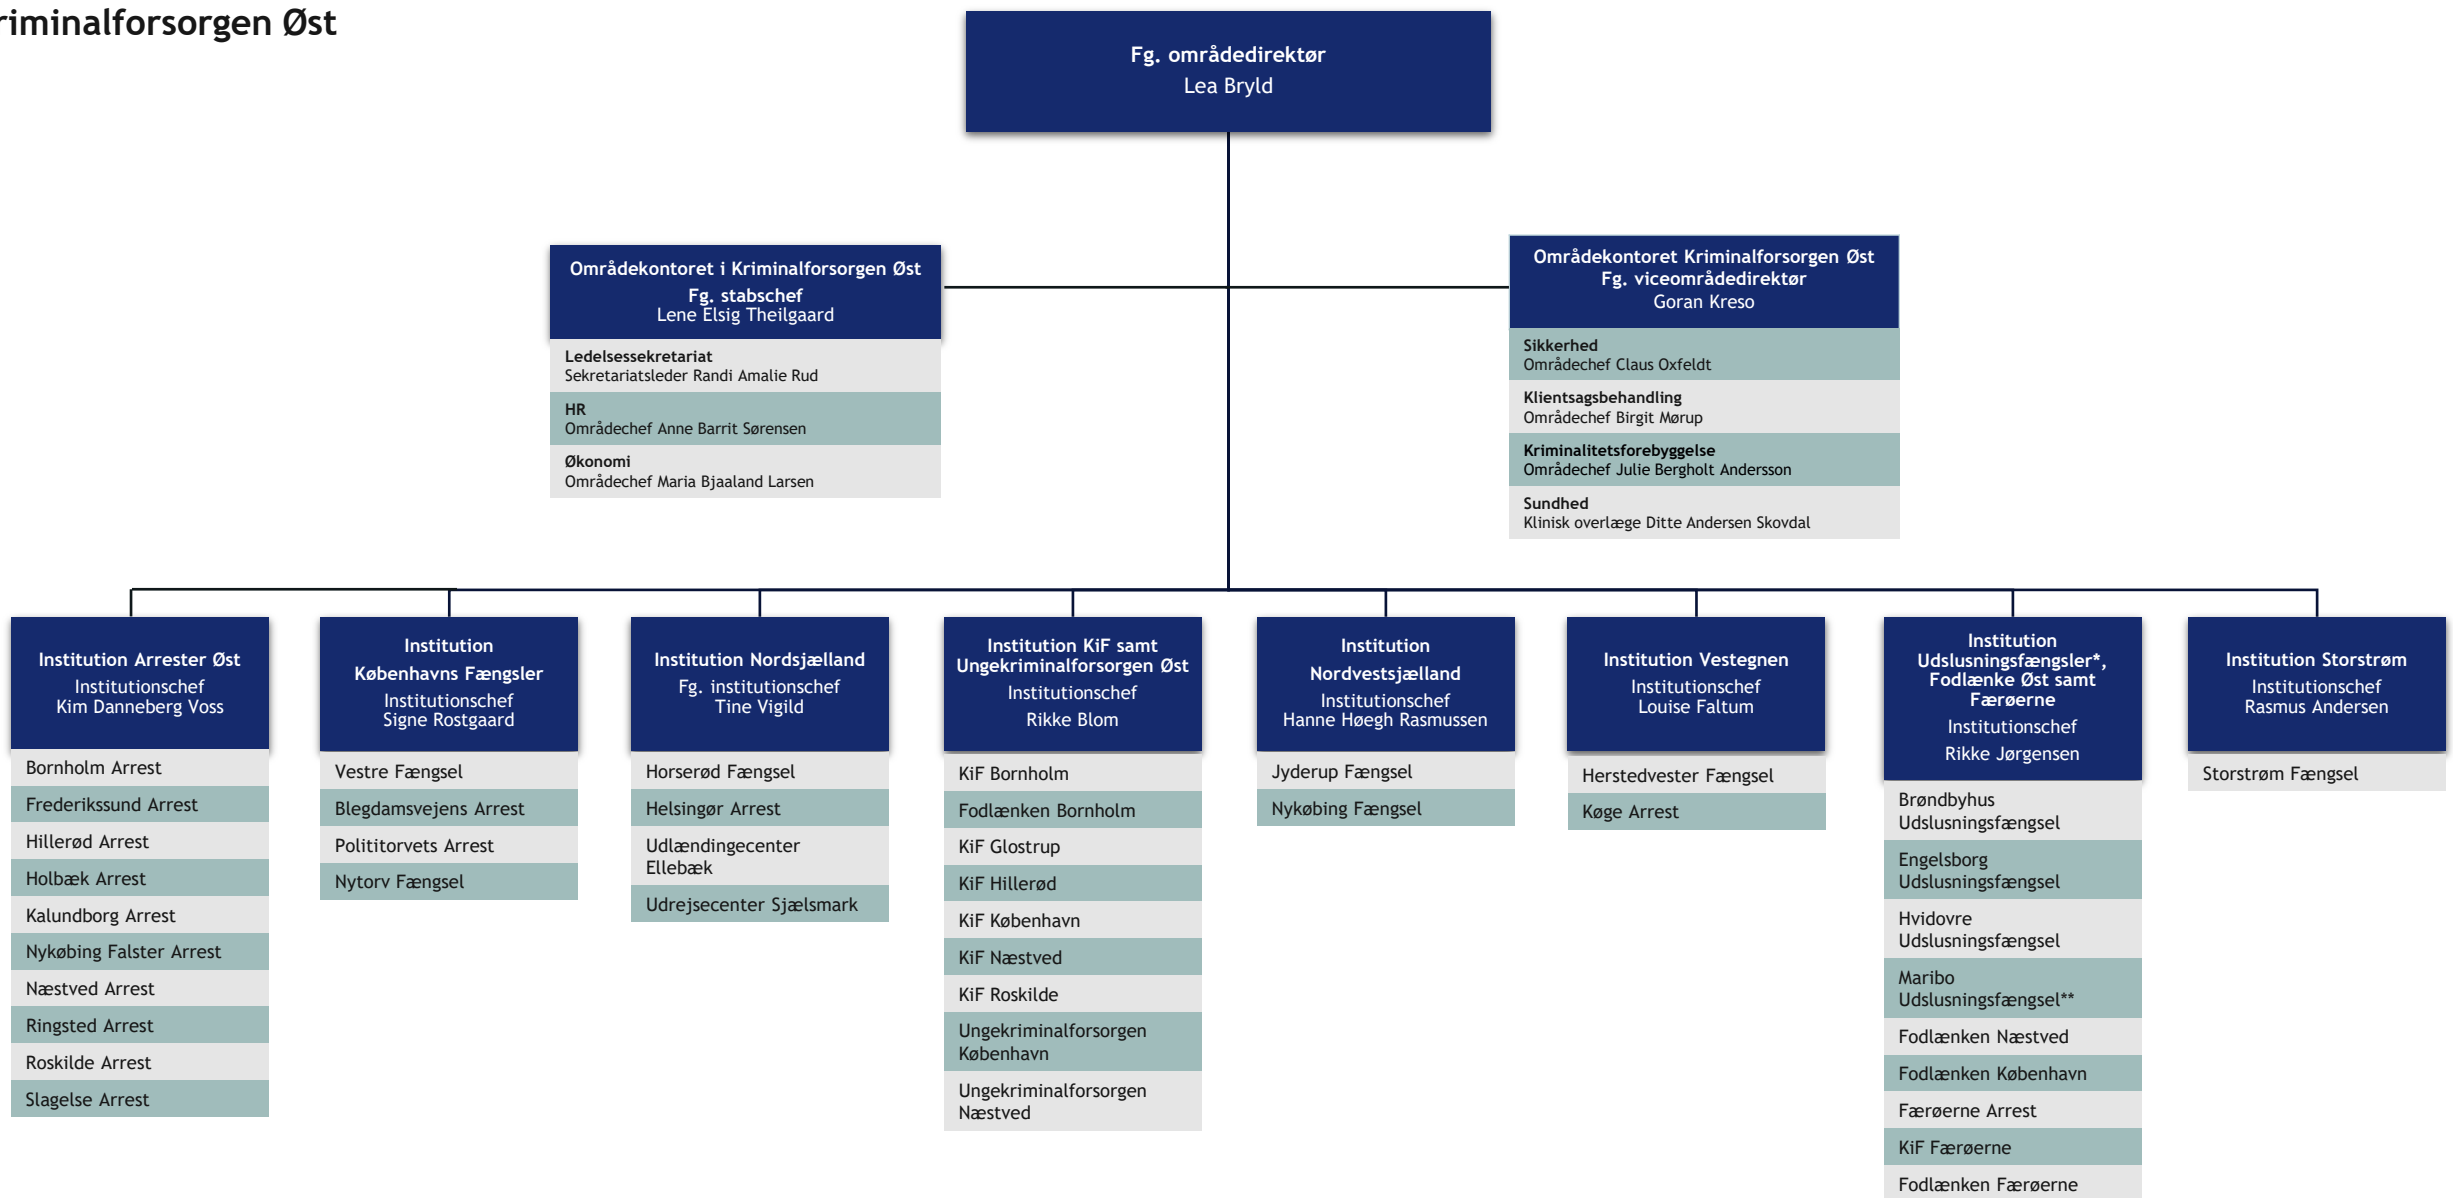 riminalforsorgen Øst
Fg. områdedirektør
Lea Bryld
Områdekontoret i Kriminalforsorgen Øst
Fg. stabschef
Lene Elsig Theilgaard
Ledelsessekretariat
Sekretariatsleder Randi Amalie Rud
HR
Områdechef Anne Barrit Sørensen
Økonomi
Områdechef Maria Bjaaland Larsen
Områdekontoret Kriminalforsorgen Øst
Fg. viceområdedirektør
Goran Kreso
Sikkerhed
Områdechef Claus Oxfeldt
Klientsagsbehandling
Områdechef Birgit Mørup
Kriminalitetsforebyggelse
Områdechef Julie Bergholt Andersson
Sundhed
Klinisk overlæge Ditte Andersen Skovdal
Institution Arrester Øst
Institutionschef
Kim Danneberg Voss
Bornholm Arrest
Frederikssund Arrest
Hillerød Arrest
Holbæk Arrest
Kalundborg Arrest
Nykøbing Falster Arrest
Næstved Arrest
Ringsted Arrest
Roskilde Arrest
Slagelse Arrest
Institution
Københavns Fængsler
Institutionschef
Signe Rostgaard
Vestre Fængsel
Blegdamsvejens Arrest
Polititorvets Arrest
Nytorv Fængsel
Institution Nordsjælland
Fg. institutionschef
Tine Vigild
Horserød Fængsel
Helsingør Arrest
Udlændingecenter
Ellebæk
Udrejsecenter Sjælsmark
Institution KiF samt
Ungekriminalforsorgen Øst
Institutionschef
Rikke Blom
KiF Bornholm
Fodlænken Bornholm
KiF Glostrup
KiF Hillerød
KiF København
KiF Næstved
KiF Roskilde
Ungekriminalforsorgen
København
Ungekriminalforsorgen
Næstved
Institution
Nordvestsjælland
Institutionschef
Hanne Høegh Rasmussen
Jyderup Fængsel
Nykøbing Fængsel
Institution Vestegnen
Institutionschef
Louise Faltum
Herstedvester Fængsel
Køge Arrest
Institution
Udslusningsfængsler*,
Fodlænke Øst samt
Færøerne
Institutionschef
Rikke Jørgensen
Brøndbyhus
Udslusningsfængsel
Engelsborg
Udslusningsfængsel
Hvidovre
Udslusningsfængsel
Maribo
Udslusningsfængsel**
Fodlænken Næstved
Fodlænken København
Færøerne Arrest
KiF Færøerne
Fodlænken Færøerne
Institution Storstrøm
Institutionschef
Rasmus Andersen
Storstrøm Fængsel